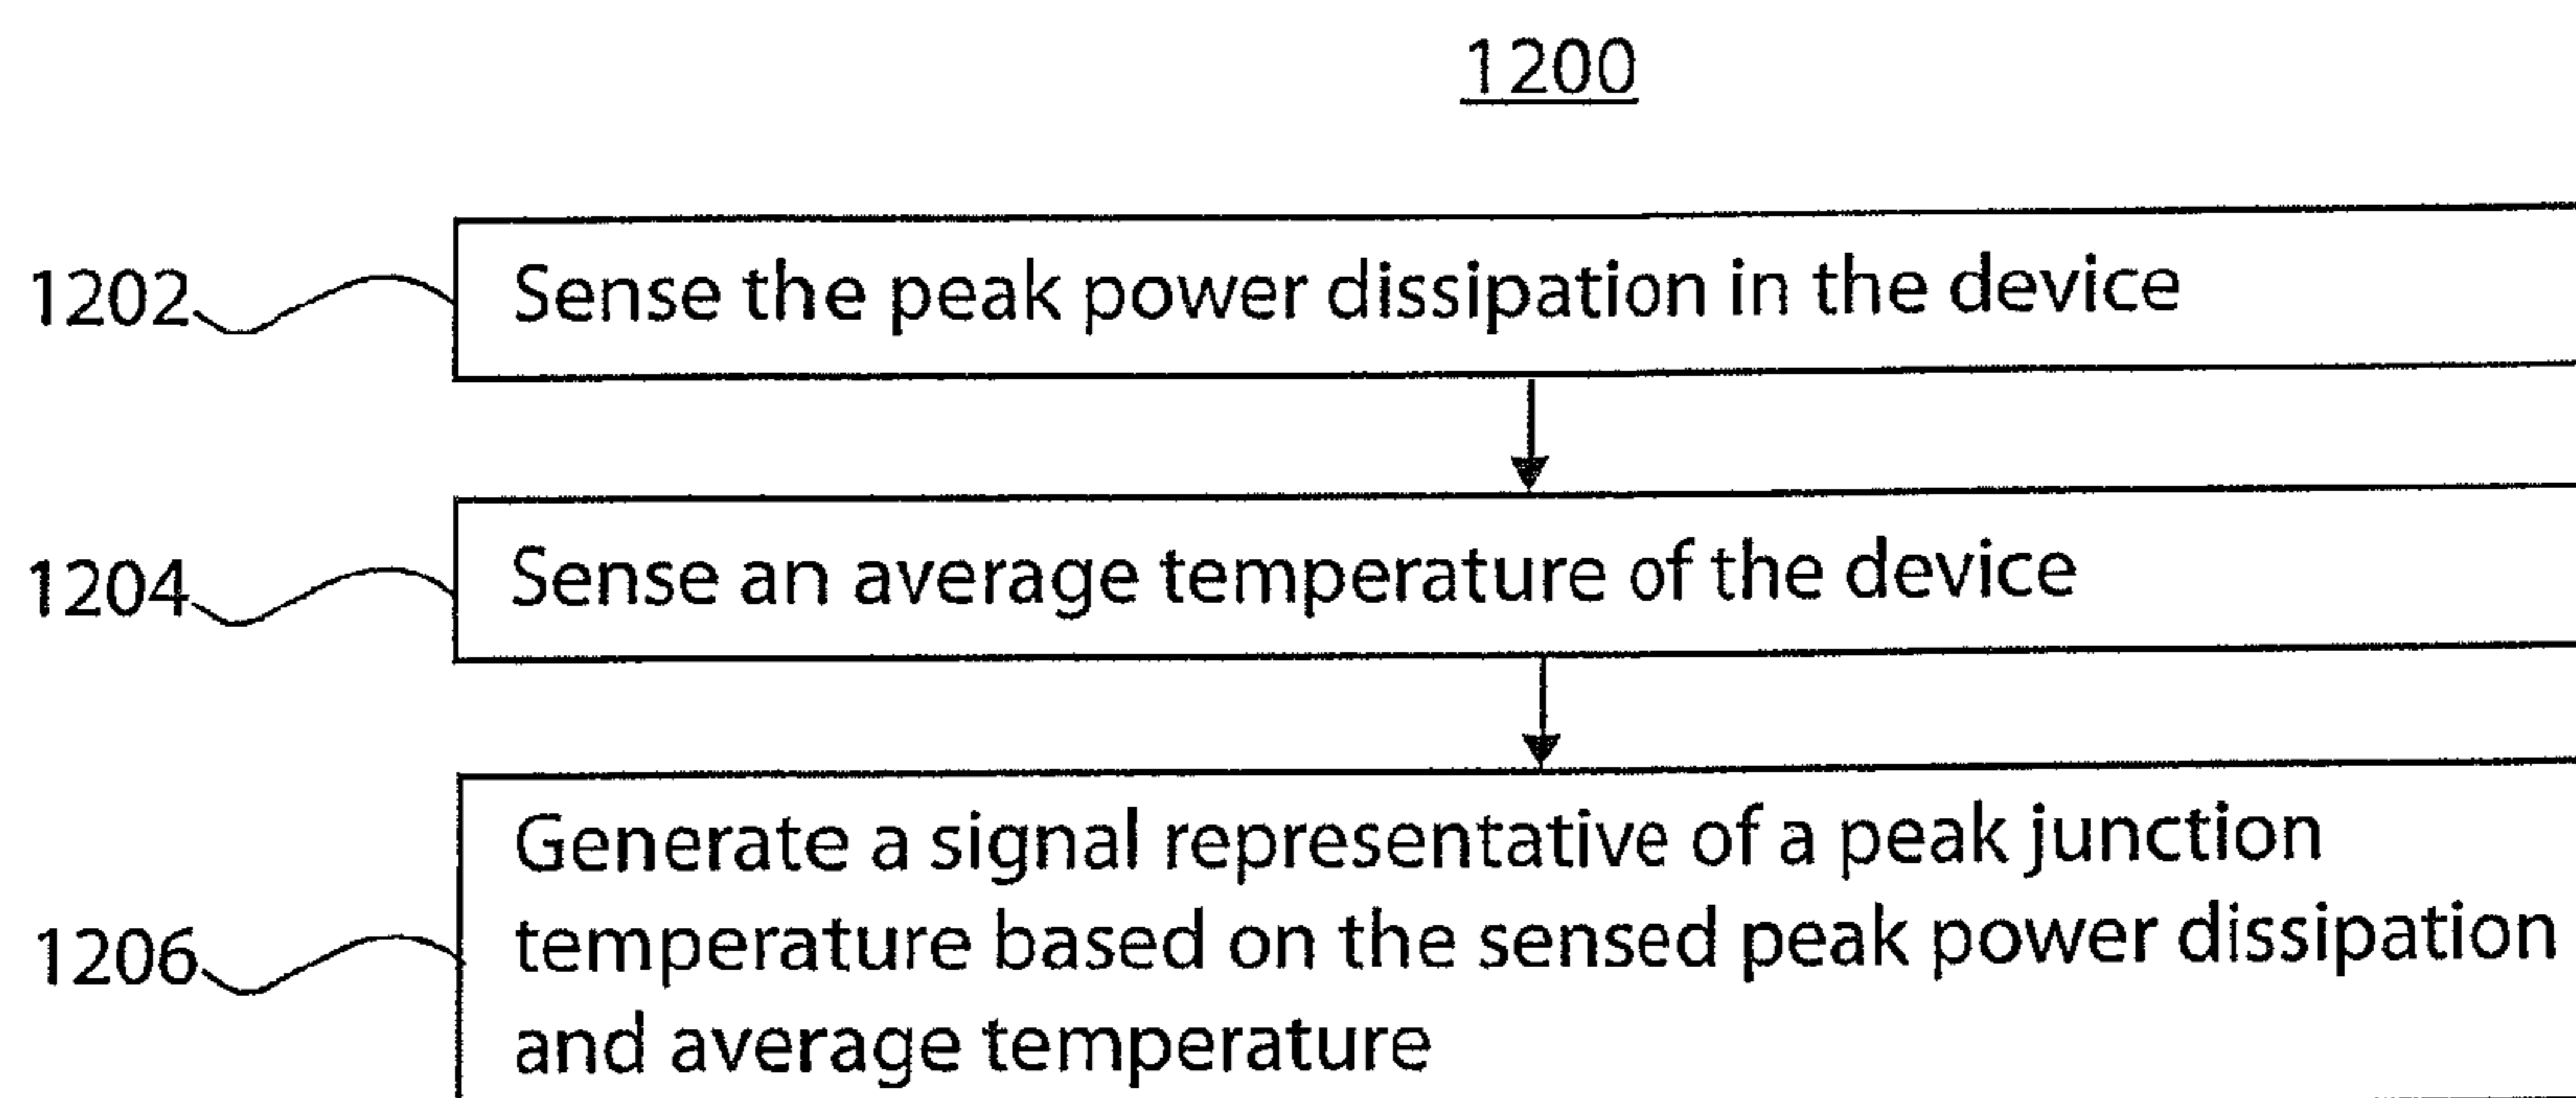 1200
1202
Sense the peak power dissipation in the device
1204
Sense an average temperature of the device
1206
Generate a signal representative of a peak junction
temperature based on the sensed peak power dissipation
and average temperature